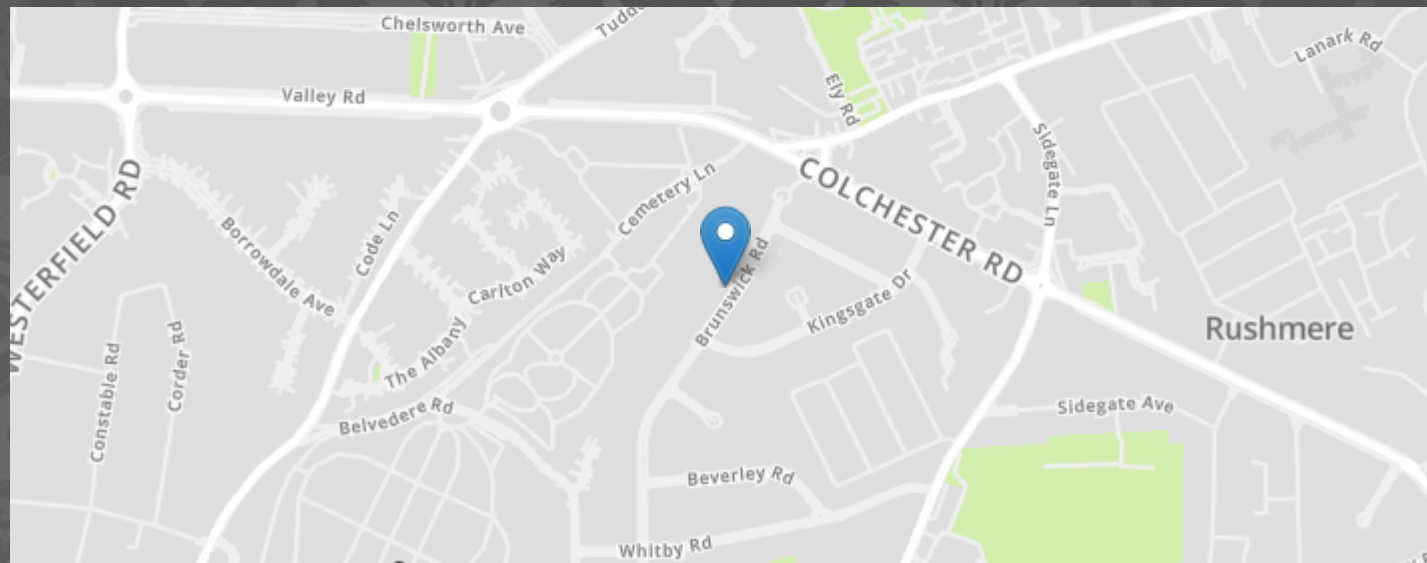 Chelsworth Ave
Valley Rd
Ely Rd
Lanark Rd
WESTERFIELD RD
Borrowdale Ave
Code Ln
Cemetery Ln
COLCHESTER RD
Sidegate Ln
Carlton Way
Brunswick Rd
Kingsgate Dr
Rushmere
Constable Rd
Corder Rd
The Albany
Belvedere Rd
Sidegate Ave
Beverley Rd
Whitby Rd